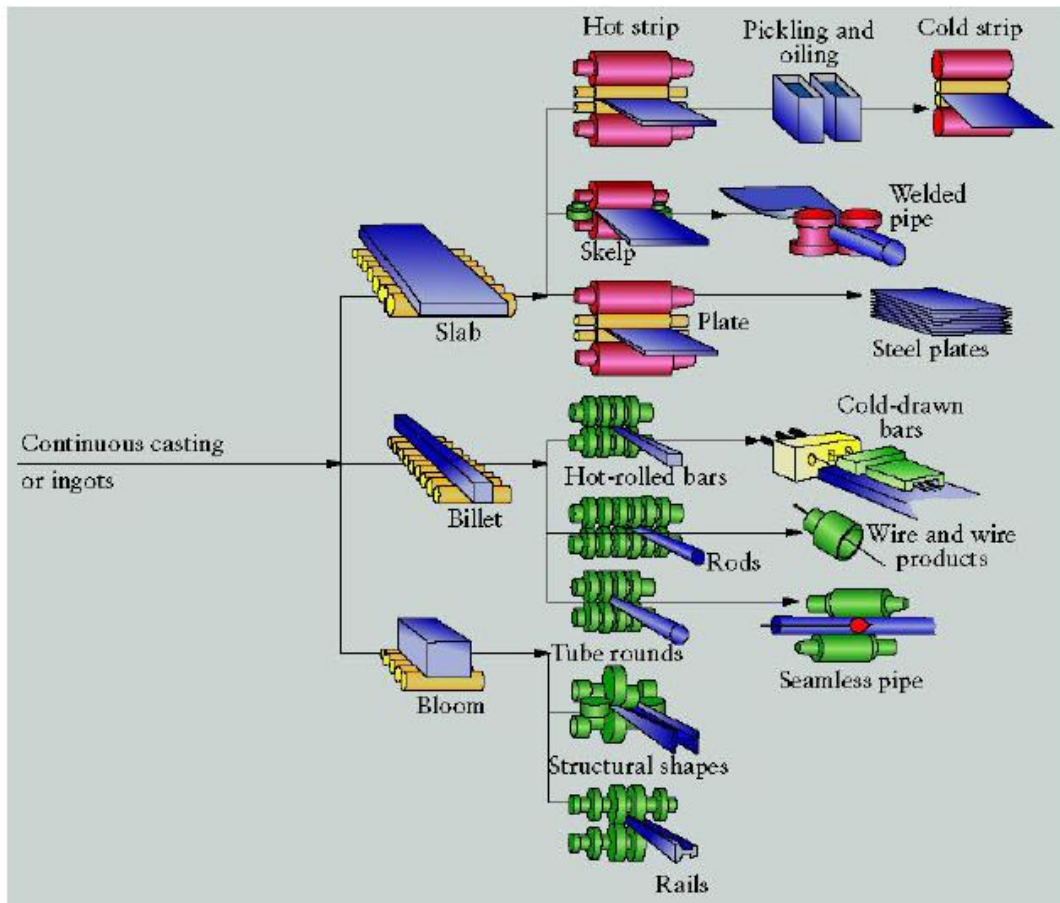 Hot strip
Pickling and
oiling
Cold strip
Skelp
Welded
pipe
Slab
Plate
Steel plates
Continuous casting
or ingots
Billet
Hot-rolled bars
Cold-drawn
bars
Rods
Wire and wire
products
Tube rounds
Seamless pipe
Bloom
Structural shapes
Rails